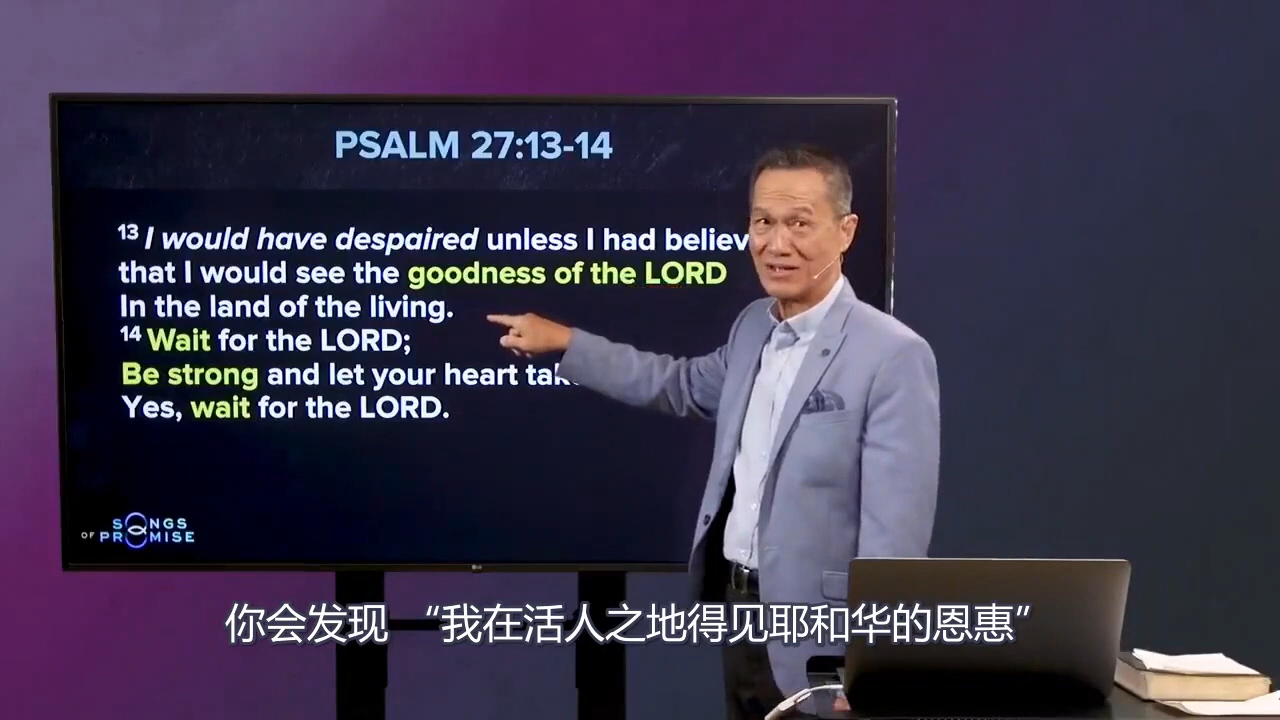 PSALM 27:13-14
13 I would have despaired unless I had believ
that I would see the goodness of the LORD
In the land of the living.
14 Wait for the LORD;
Be strong and let your heart tak
Yes, wait for the LORD.
SONGS
OF PROMISE
LG
你会发现 “我在活人之地得见耶和华的恩惠”